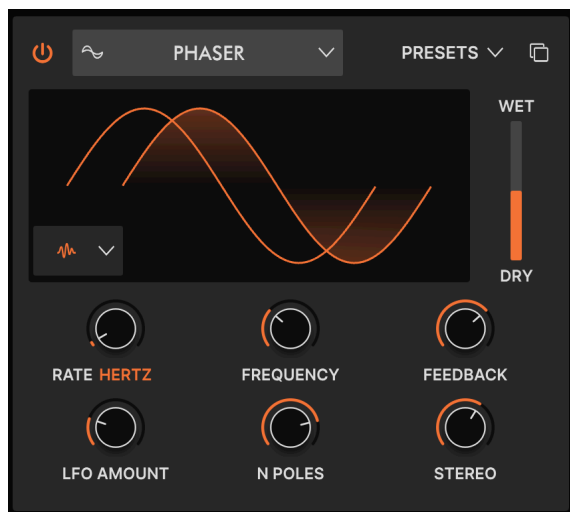 PHASER
PRESETS
WET
DRY
RATE HERTZ
FREQUENCY
FEEDBACK
LFO AMOUNT
N POLES
STEREO